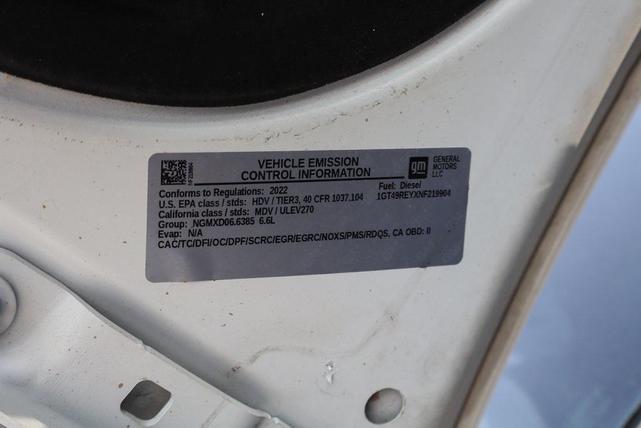 VEHICLE EMISSION
CONTROL INFORMATION
gm GENERAL
MOTORS
LLC
Conforms to Regulations: 2022
Fuel: Diesel
U.S. EPA class / stds: HDV / TIER3, 40 CFR 1037.104
1GT49REYXNF219904
California class / stds: MDV / ULEV270
Group: NGMXD06.6385 6.6L
Evap: N/A
CAC/TC/DFI/OC/DPF/SCRC/EGR/EGRC/NOXS/PMS/RDQS, CA OBD: II